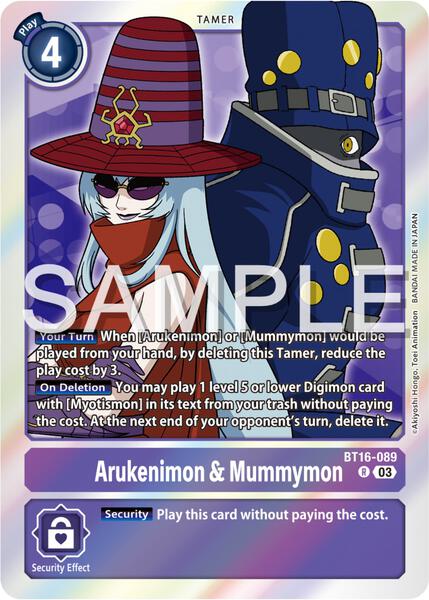 Play
4
TAMER
SAMPLE
Your Turn When [Arukenimon] or [Mummymon] would be
played from your hand, by deleting this Tamer, reduce the
play cost by 3.
On Deletion You may play 1 level 5 or lower Digimon card
with [Myotismon] in its text from your trash without paying
the cost. At the next end of your opponent's turn, delete it.
©Akiyoshi Hongo, Toei Animation BANDAI MADE IN JAPAN
BT16-089
Arukenimon & Mummymon R 03
Security Play this card without paying the cost.
Security Effect